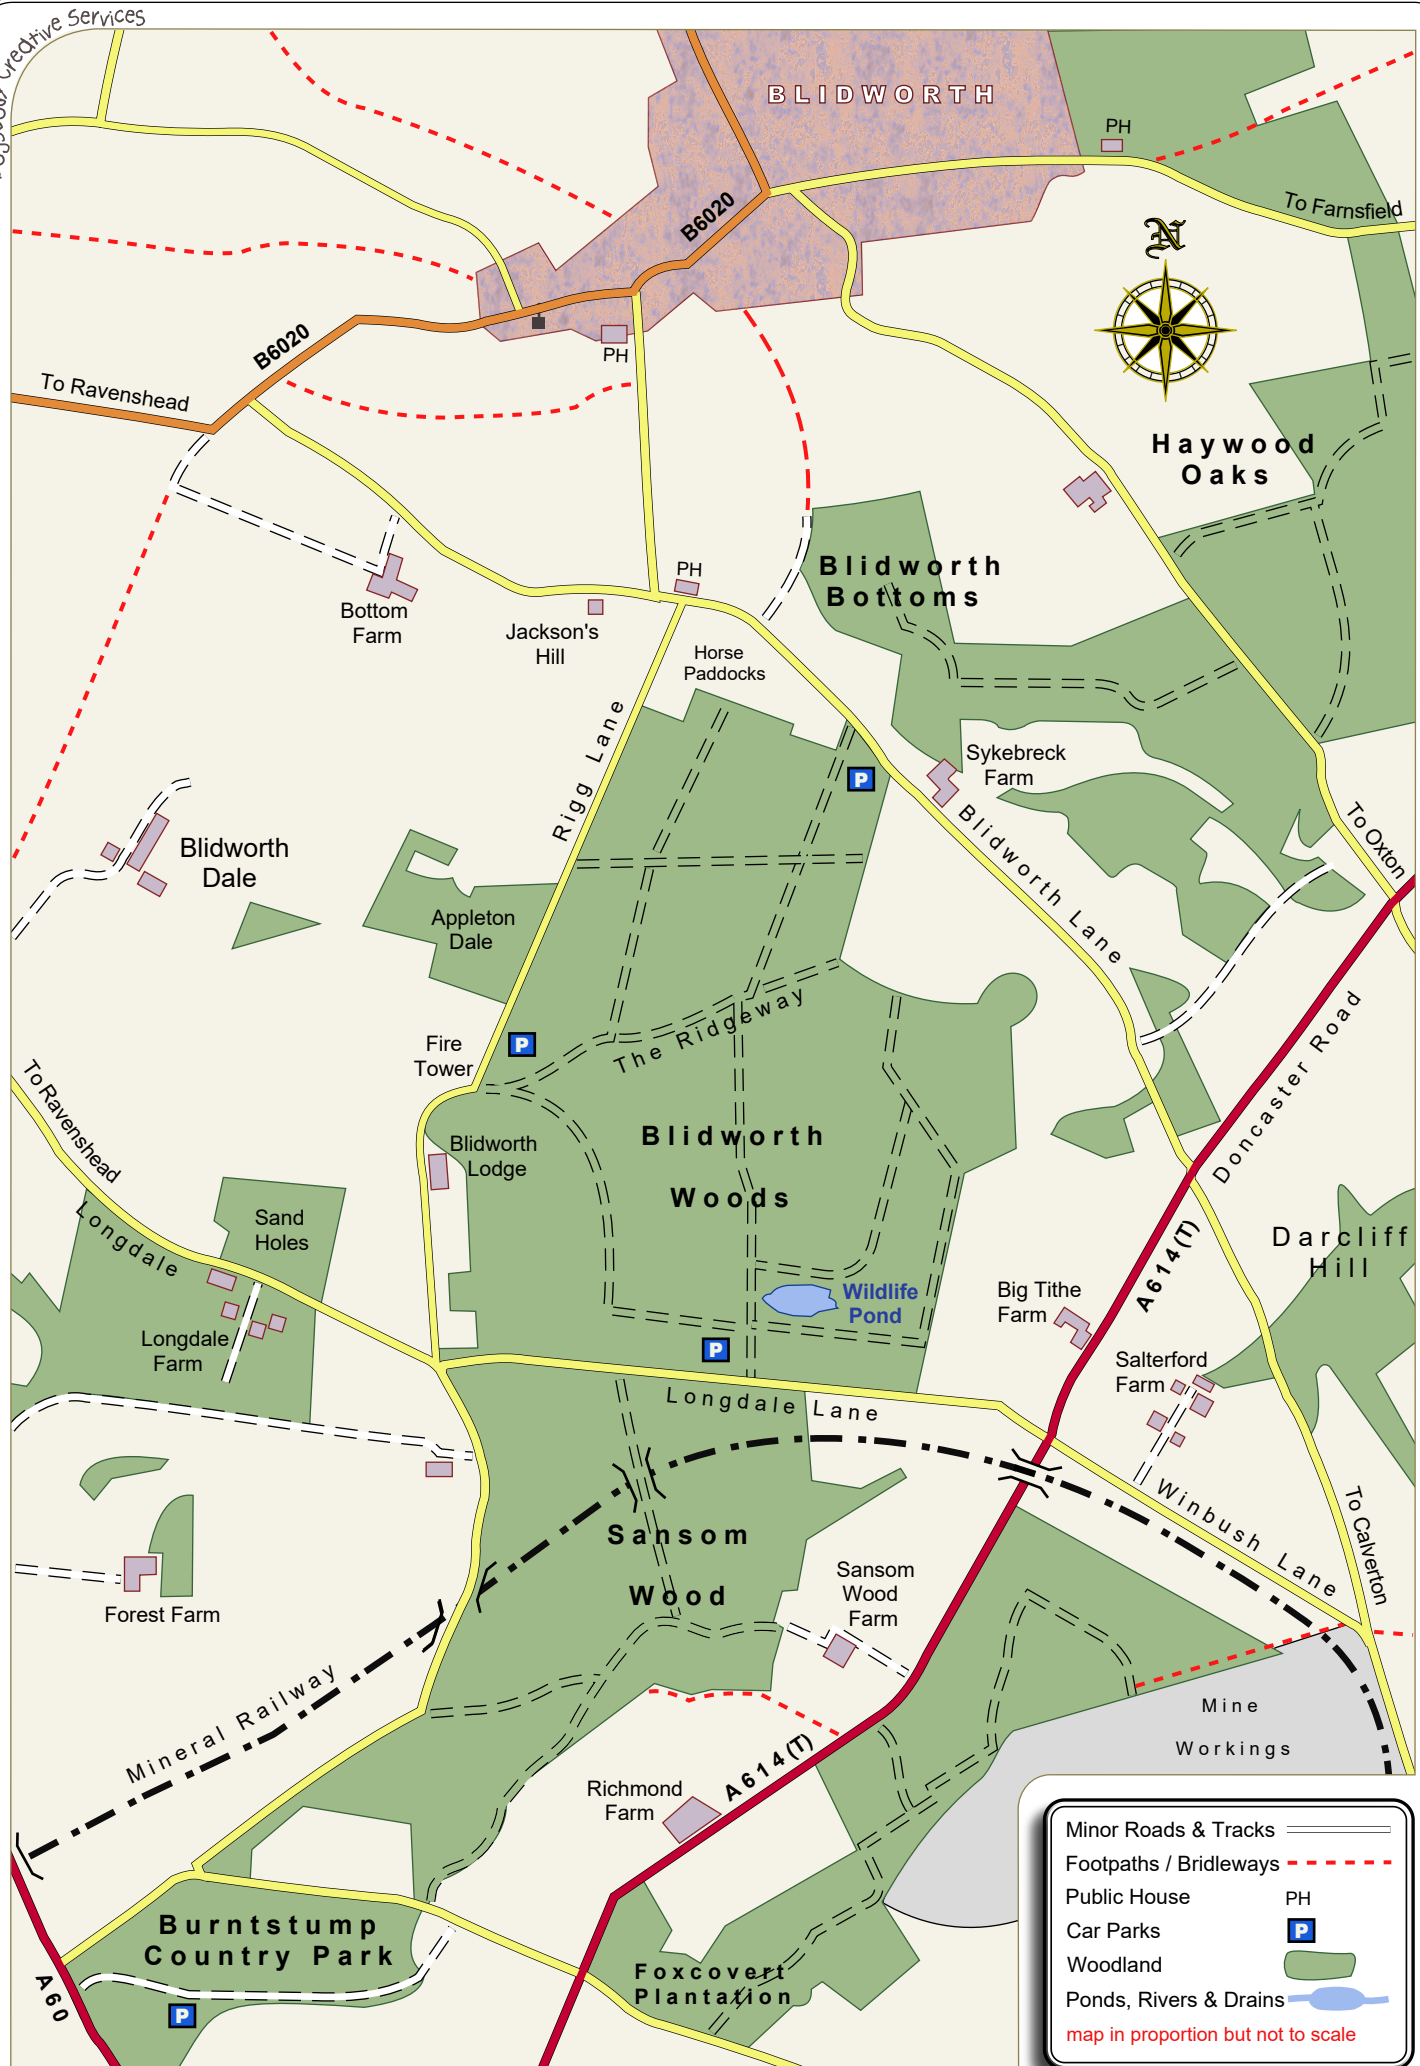 Creative Services
BLIDWORTH
PH
To Farnsfield
B6020
N
B6020
PH
To Ravenshead
Haywood
Oaks
Blidworth
Bottoms
PH
Bottom
Farm
Jackson's
Hill
Horse
Paddocks
Rigg Lane
P
Sykebreck
Farm
Blidworth Lane
To Oxton
Blidworth
Dale
Appleton
Dale
Fire
Tower
P
The Ridgeway
Doncaster Road
To Ravenshead
Blidworth
Lodge
Blidworth
Woods
Longdale
Sand
Holes
Darcliff
Hill
A614(T)
Wildlife
Pond
Big Tithe
Farm
Longdale
Farm
P
Salterford
Farm
Longdale Lane
Winbush Lane
To Calverton
Sansom
Wood
Sansom
Wood
Farm
Forest Farm
Mineral Railway
Mine
Workings
A614(T)
Richmond
Farm
Burntstump
Country Park
A60
P
Foxcovert
Plantation
Minor Roads & Tracks
Footpaths / Bridleways
Public House PH
Car Parks P
Woodland
Ponds, Rivers & Drains
map in proportion but not to scale